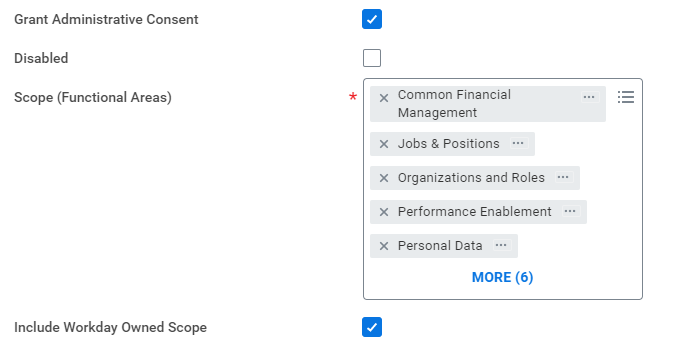 Grant Administrative Consent
Disabled
Scope (Functional Areas) *
Common Financial
Management
Jobs & Positions
Organizations and Roles
Performance Enablement
Personal Data
MORE (6)
Include Workday Owned Scope